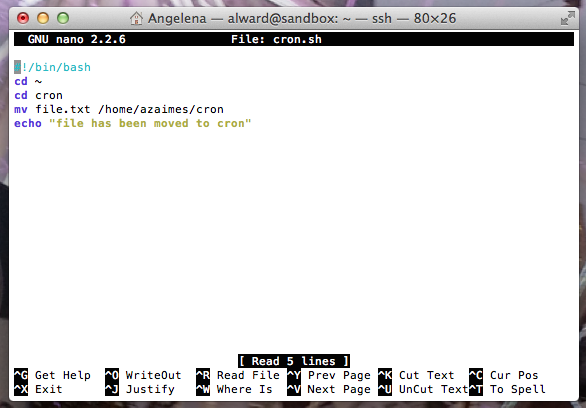 Angelena — alward@sandbox: ~ — ssh — 80×26
GNU nano 2.2.6 File: cron.sh
#!/bin/bash
cd ~
cd cron
mv file.txt /home/azaimes/cron
echo "file has been moved to cron"
[ Read 5 lines ]
^G Get Help ^O WriteOut ^R Read File ^Y Prev Page ^K Cut Text ^C Cur Pos
^X Exit ^J Justify ^W Where Is ^V Next Page ^U UnCut Text ^T To Spell